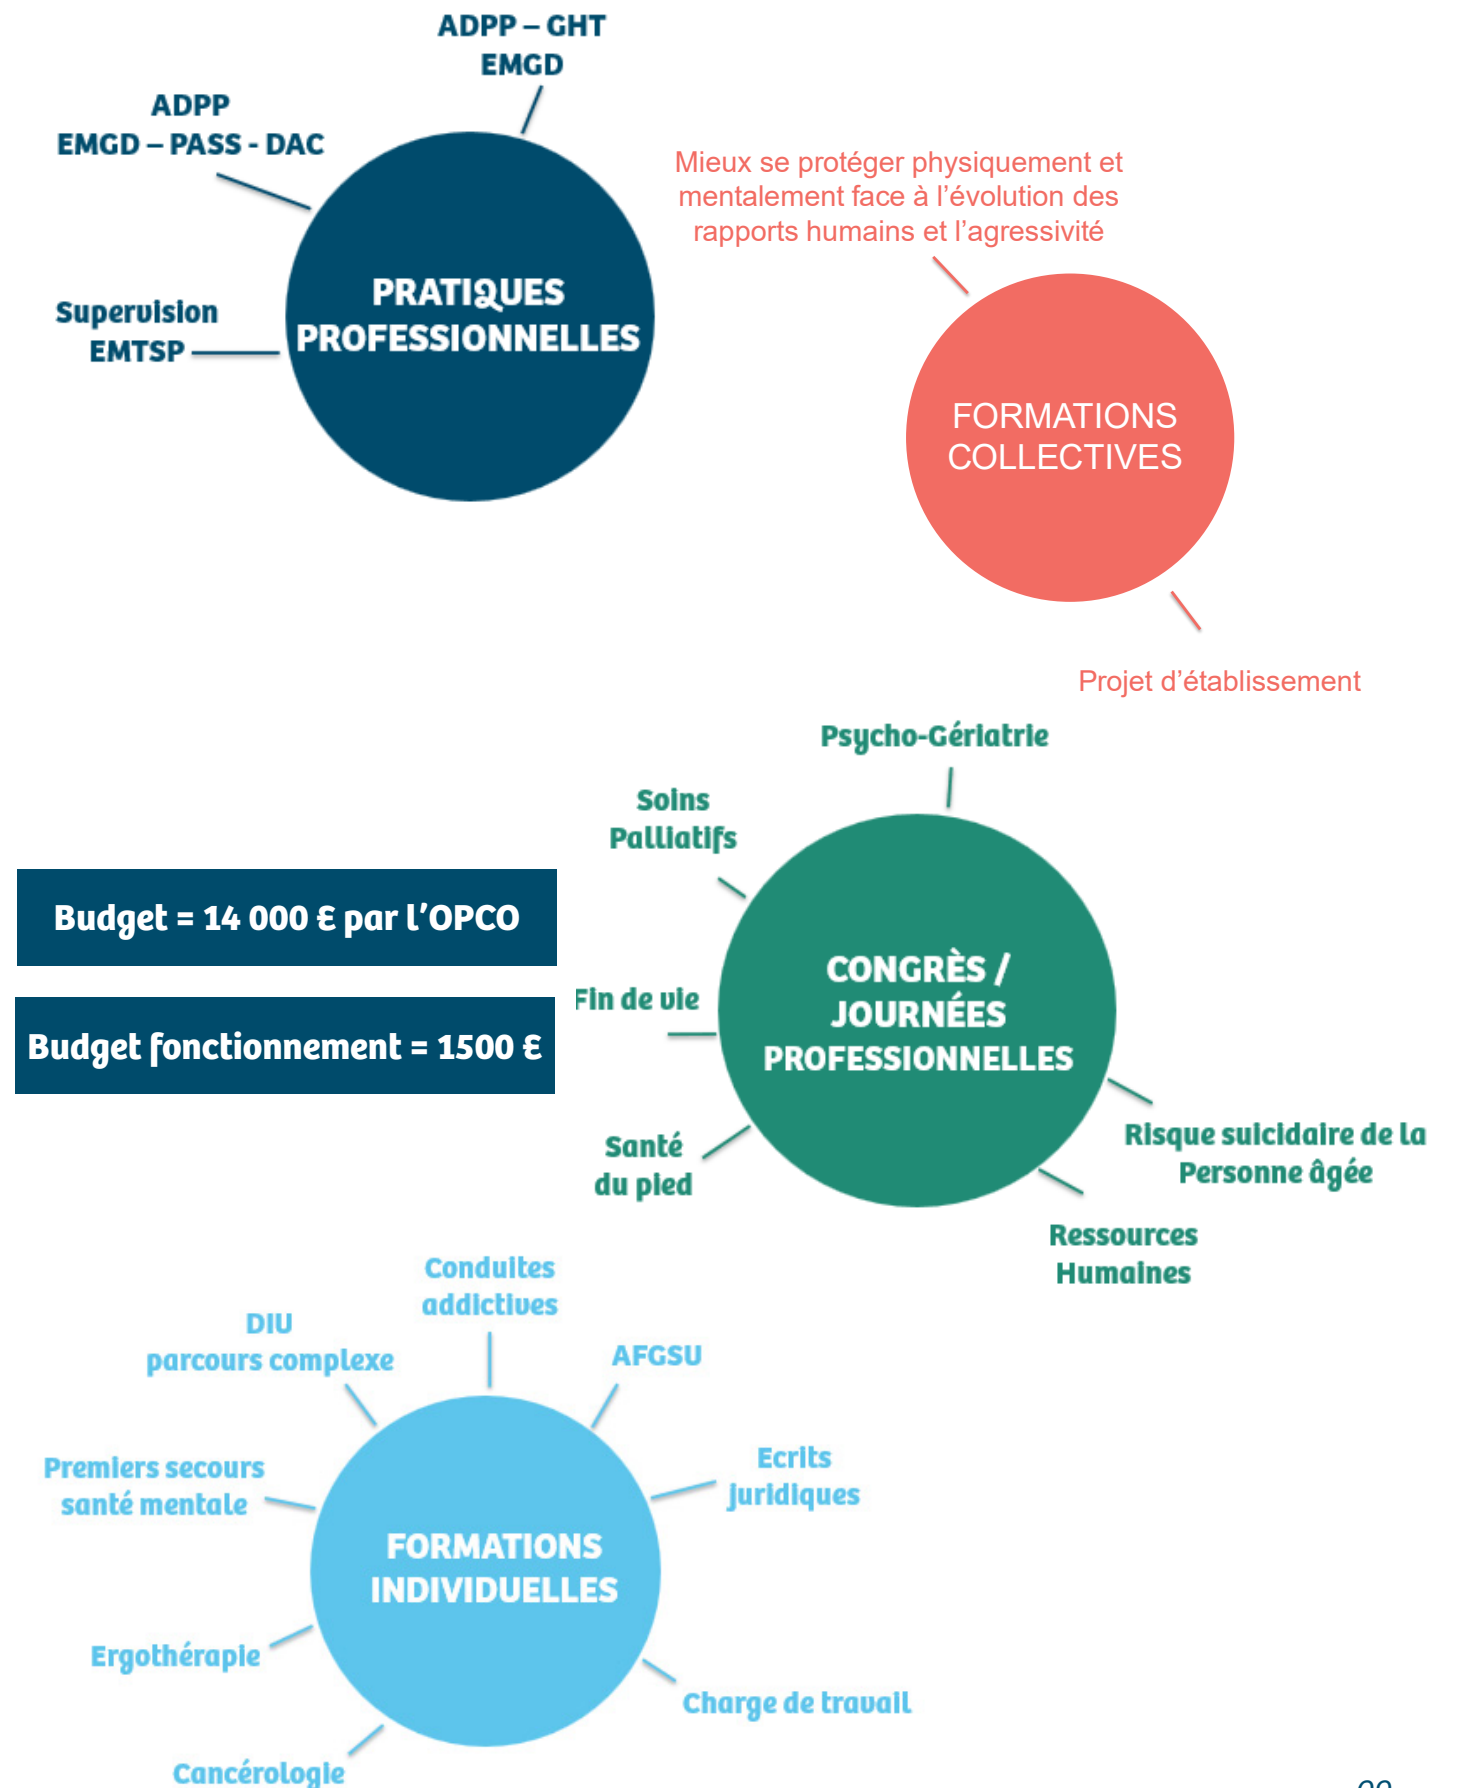 ADPP – GHT
EMGD
ADPP
EMGD – PASS - DAC
Supervision
EMTSP
PRATIQUES
PROFESSIONNELLES
Mieux se protéger physiquement et
mentalement face à l’évolution des
rapports humains et l’agressivité
FORMATIONS
COLLECTIVES
Projet d’établissement
Psycho-Gériatrie
Soins
Palliatifs
Fin de vie
Santé
du pied
CONGRÈS /
JOURNÉES
PROFESSIONNELLES
Risque suicidaire de la
Personne âgée
Ressources
Humaines
Budget = 14 000 € par l’OPCO
Budget fonctionnement = 1500 €
Conduites
addictives
DIU
parcours complexe
AFGSU
Premiers secours
santé mentale
Ecrits
juridiques
FORMATIONS
INDIVIDUELLES
Ergothérapie
Charge de travail
Cancérologie